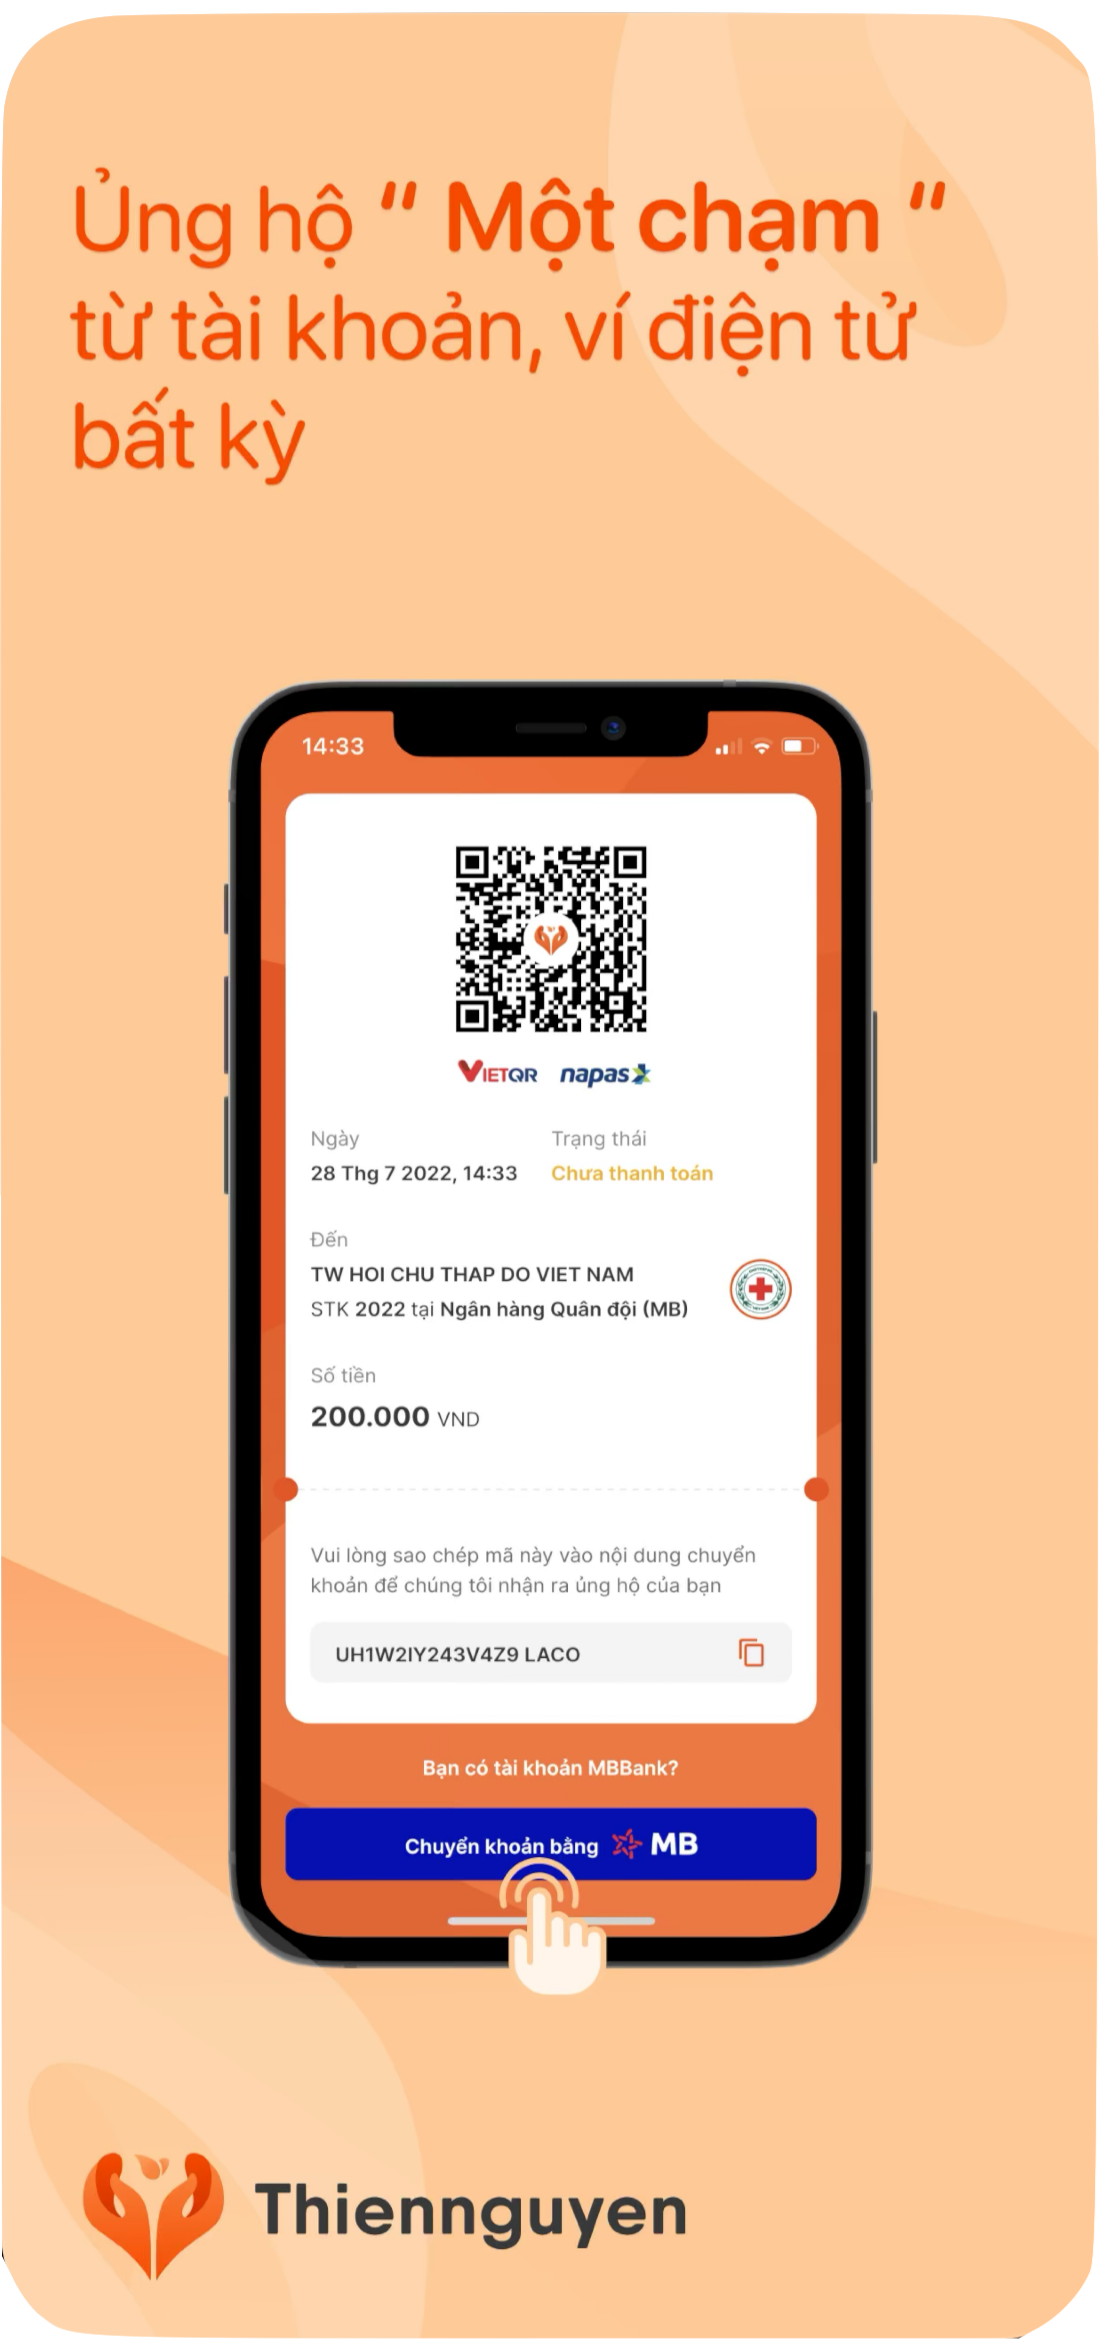 Ủng hộ “ Một chạm “
từ tài khoản, ví điện tử
bất kỳ
14:33
VIETQR napas
Ngày Trạng thái
28 Thg 7 2022, 14:33 Chưa thanh toán
Đến
TW HOI CHU THAP DO VIET NAM
STK 2022 tại Ngân hàng Quân đội (MB)
Số tiền
200.000 VND
Vui lòng sao chép mã này vào nội dung chuyển
khoản để chúng tôi nhận ra ủng hộ của bạn
UH1W2IY243V4Z9 LACO
Bạn có tài khoản MBBank?
Chuyển khoản bằng MB
Thiennguyen